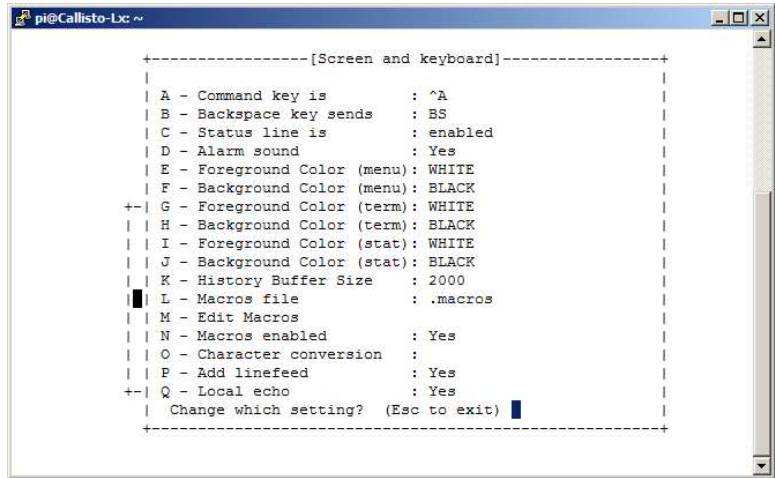 pi@Callisto-Lx: ~
+-----------------[Screen and keyboard]-----------------+
A - Command key is : ^A
B - Backspace key sends : BS
C - Status line is : enabled
D - Alarm sound : Yes
E - Foreground Color (menu): WHITE
F - Background Color (menu): BLACK
G - Foreground Color (term): WHITE
H - Background Color (term): BLACK
I - Foreground Color (stat): WHITE
J - Background Color (stat): BLACK
K - History Buffer Size : 2000
L - Macros file : .macros
M - Edit Macros
N - Macros enabled : Yes
O - Character conversion :
P - Add linefeed : Yes
Q - Local echo : Yes
Change which setting? (Esc to exit)